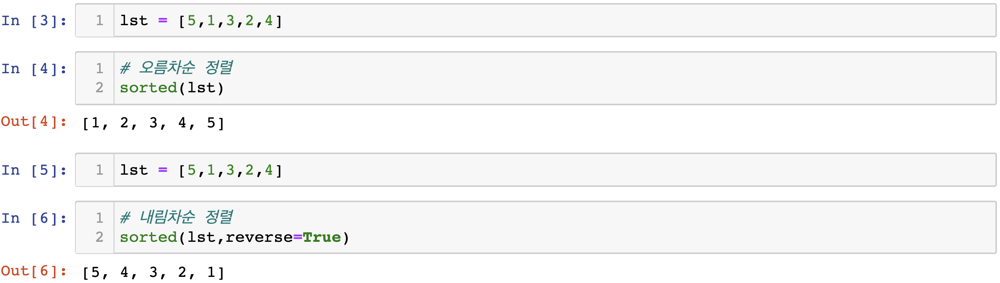 In [3]: 1 lst = [5,1,3,2,4]
In [4]: 1 # 오름차순 정렬
2 sorted(lst)
Out[4]: [1, 2, 3, 4, 5]
In [5]: 1 lst = [5,1,3,2,4]
In [6]: 1 # 내림차순 정렬
2 sorted(lst,reverse=True)
Out[6]: [5, 4, 3, 2, 1]